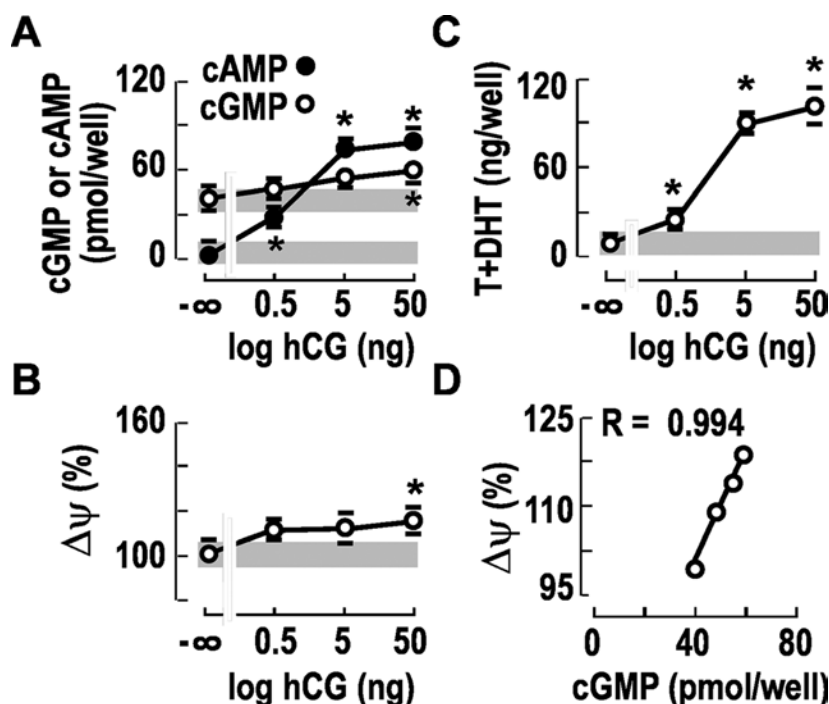 A
cGMP or cAMP
(pmol/well)
120
60
0
cAMP
cGMP
*
*
*
*
- ∞ 0.5 5 50
log hCG (ng)
C
T+DHT (ng/well)
120
60
0
*
*
*
- ∞ 0.5 5 50
log hCG (ng)
B
Δψ (%)
160
100
*
- ∞ 0.5 5 50
log hCG (ng)
D
Δψ (%)
125
110
95
R = 0.994
0 40 80
cGMP (pmol/well)